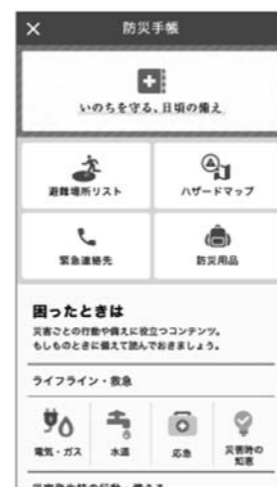 防災手帳
いのちを守る、日頃の備え
避難場所リスト
ハザードマップ
緊急連絡先
防災用品
困ったときは
災害ごとの行動や備えに役立つコンテンツ。
もしものときに備えて読んでおきましょう。
ライフライン・救急
電気・ガス
水道
応急
災害時の
知恵